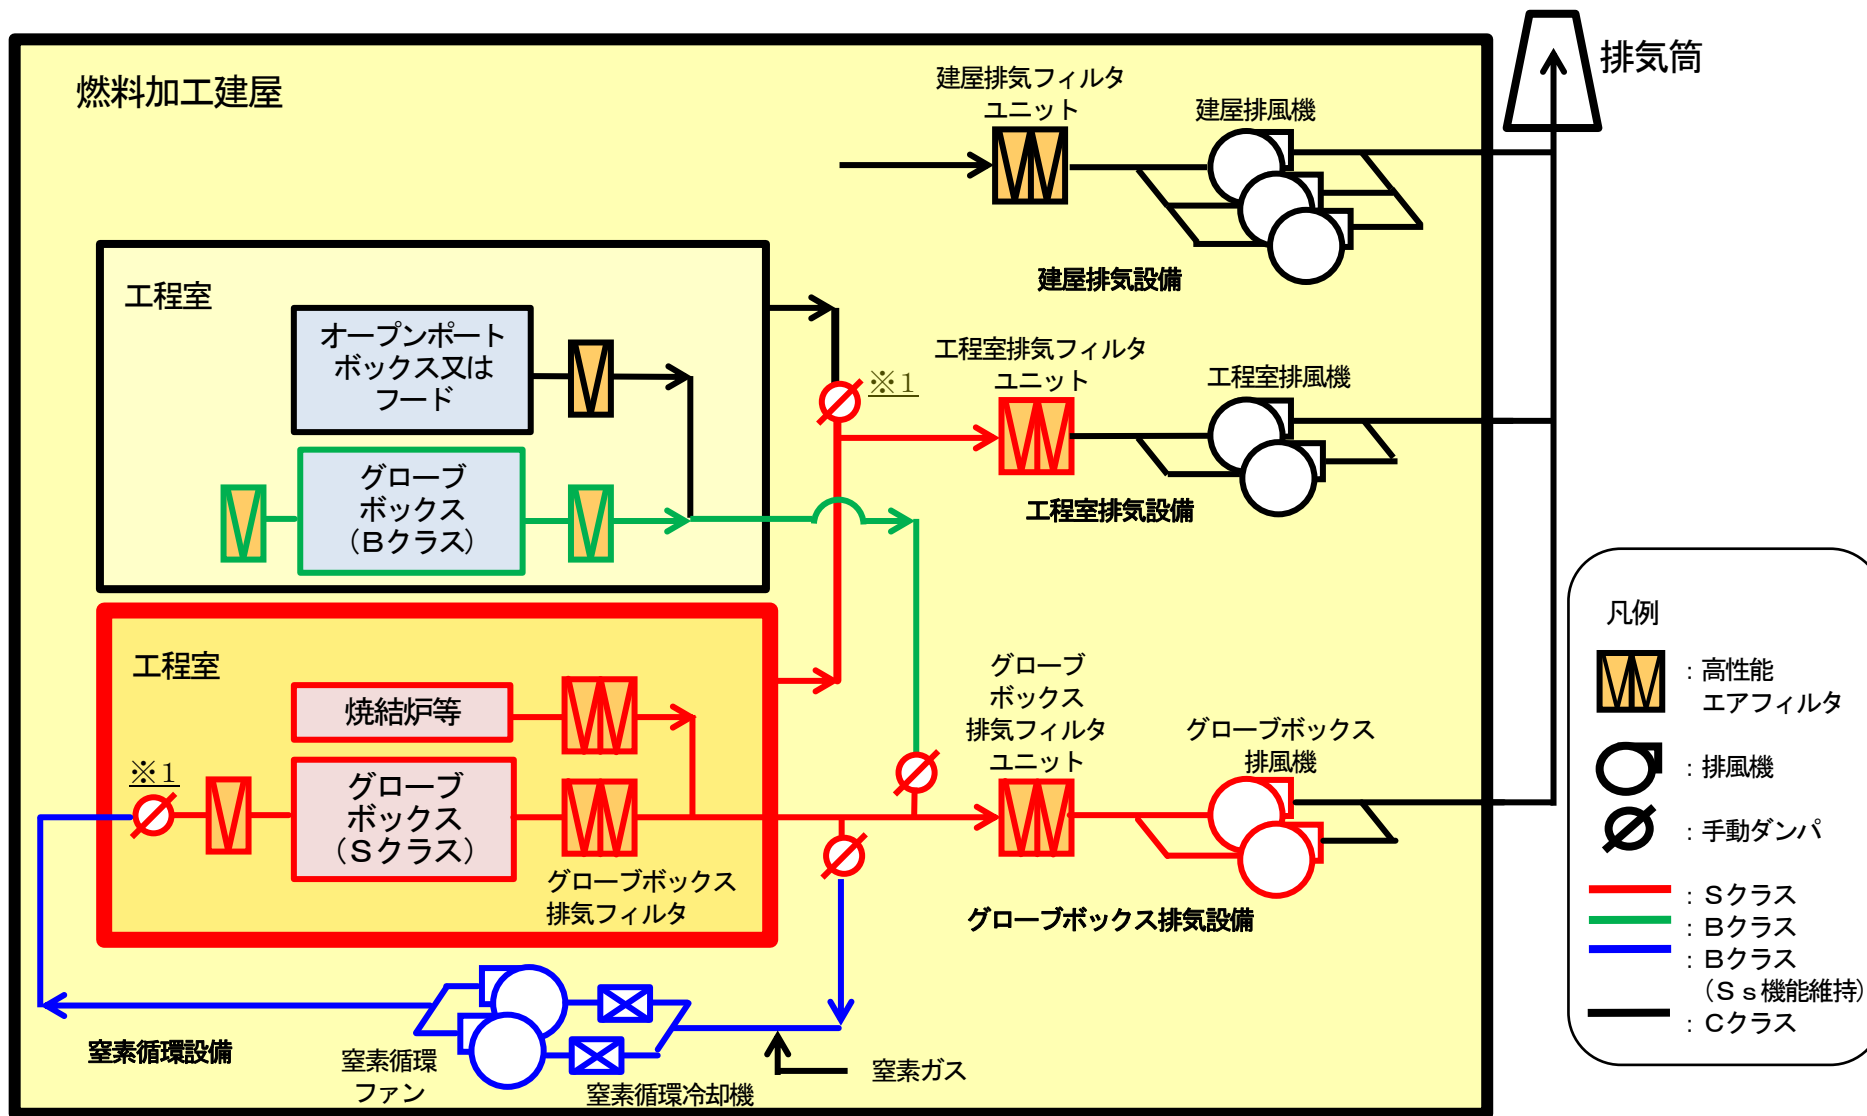 燃料加工建屋
排気筒
建屋排気フィルタ
ユニット
建屋排風機
建屋排気設備
工程室
オープンポート
ボックス又は
フード
グローブ
ボックス
（Ｂクラス）
※1
工程室排気フィルタ
ユニット
工程室排風機
工程室排気設備
工程室
焼結炉等
※1
グローブ
ボックス
（Ｓクラス）
グローブボックス
排気フィルタ
グローブ
ボックス
排気フィルタ
ユニット
グローブボックス
排風機
グローブボックス排気設備
窒素循環設備
窒素循環
ファン
窒素循環冷却機
窒素ガス
凡例
：高性能
エアフィルタ
：排風機
：手動ダンパ
：Ｓクラス
：Ｂクラス
：Ｂクラス
（Ｓｓ機能維持）
：Ｃクラス